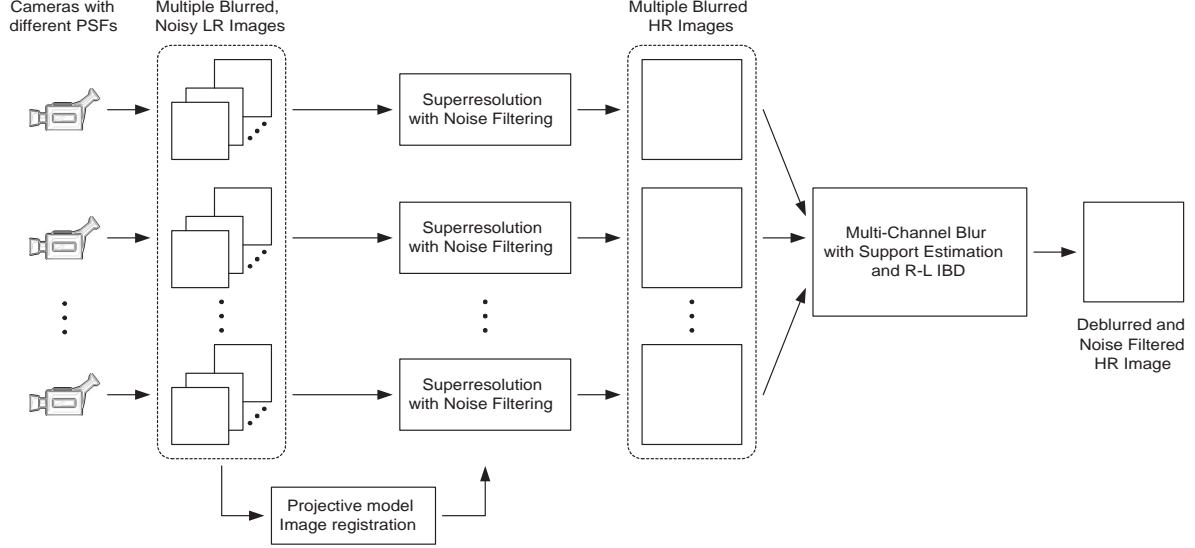 Cameras with
different PSFs
Multiple Blurred,
Noisy LR Images
Multiple Blurred
HR Images
Superresolution
with Noise Filtering
Superresolution
with Noise Filtering
Multi-Channel Blur
with Support Estimation
and R-L IBD
Deblurred and
Noise Filtered
HR Image
Superresolution
with Noise Filtering
Projective model
Image registration